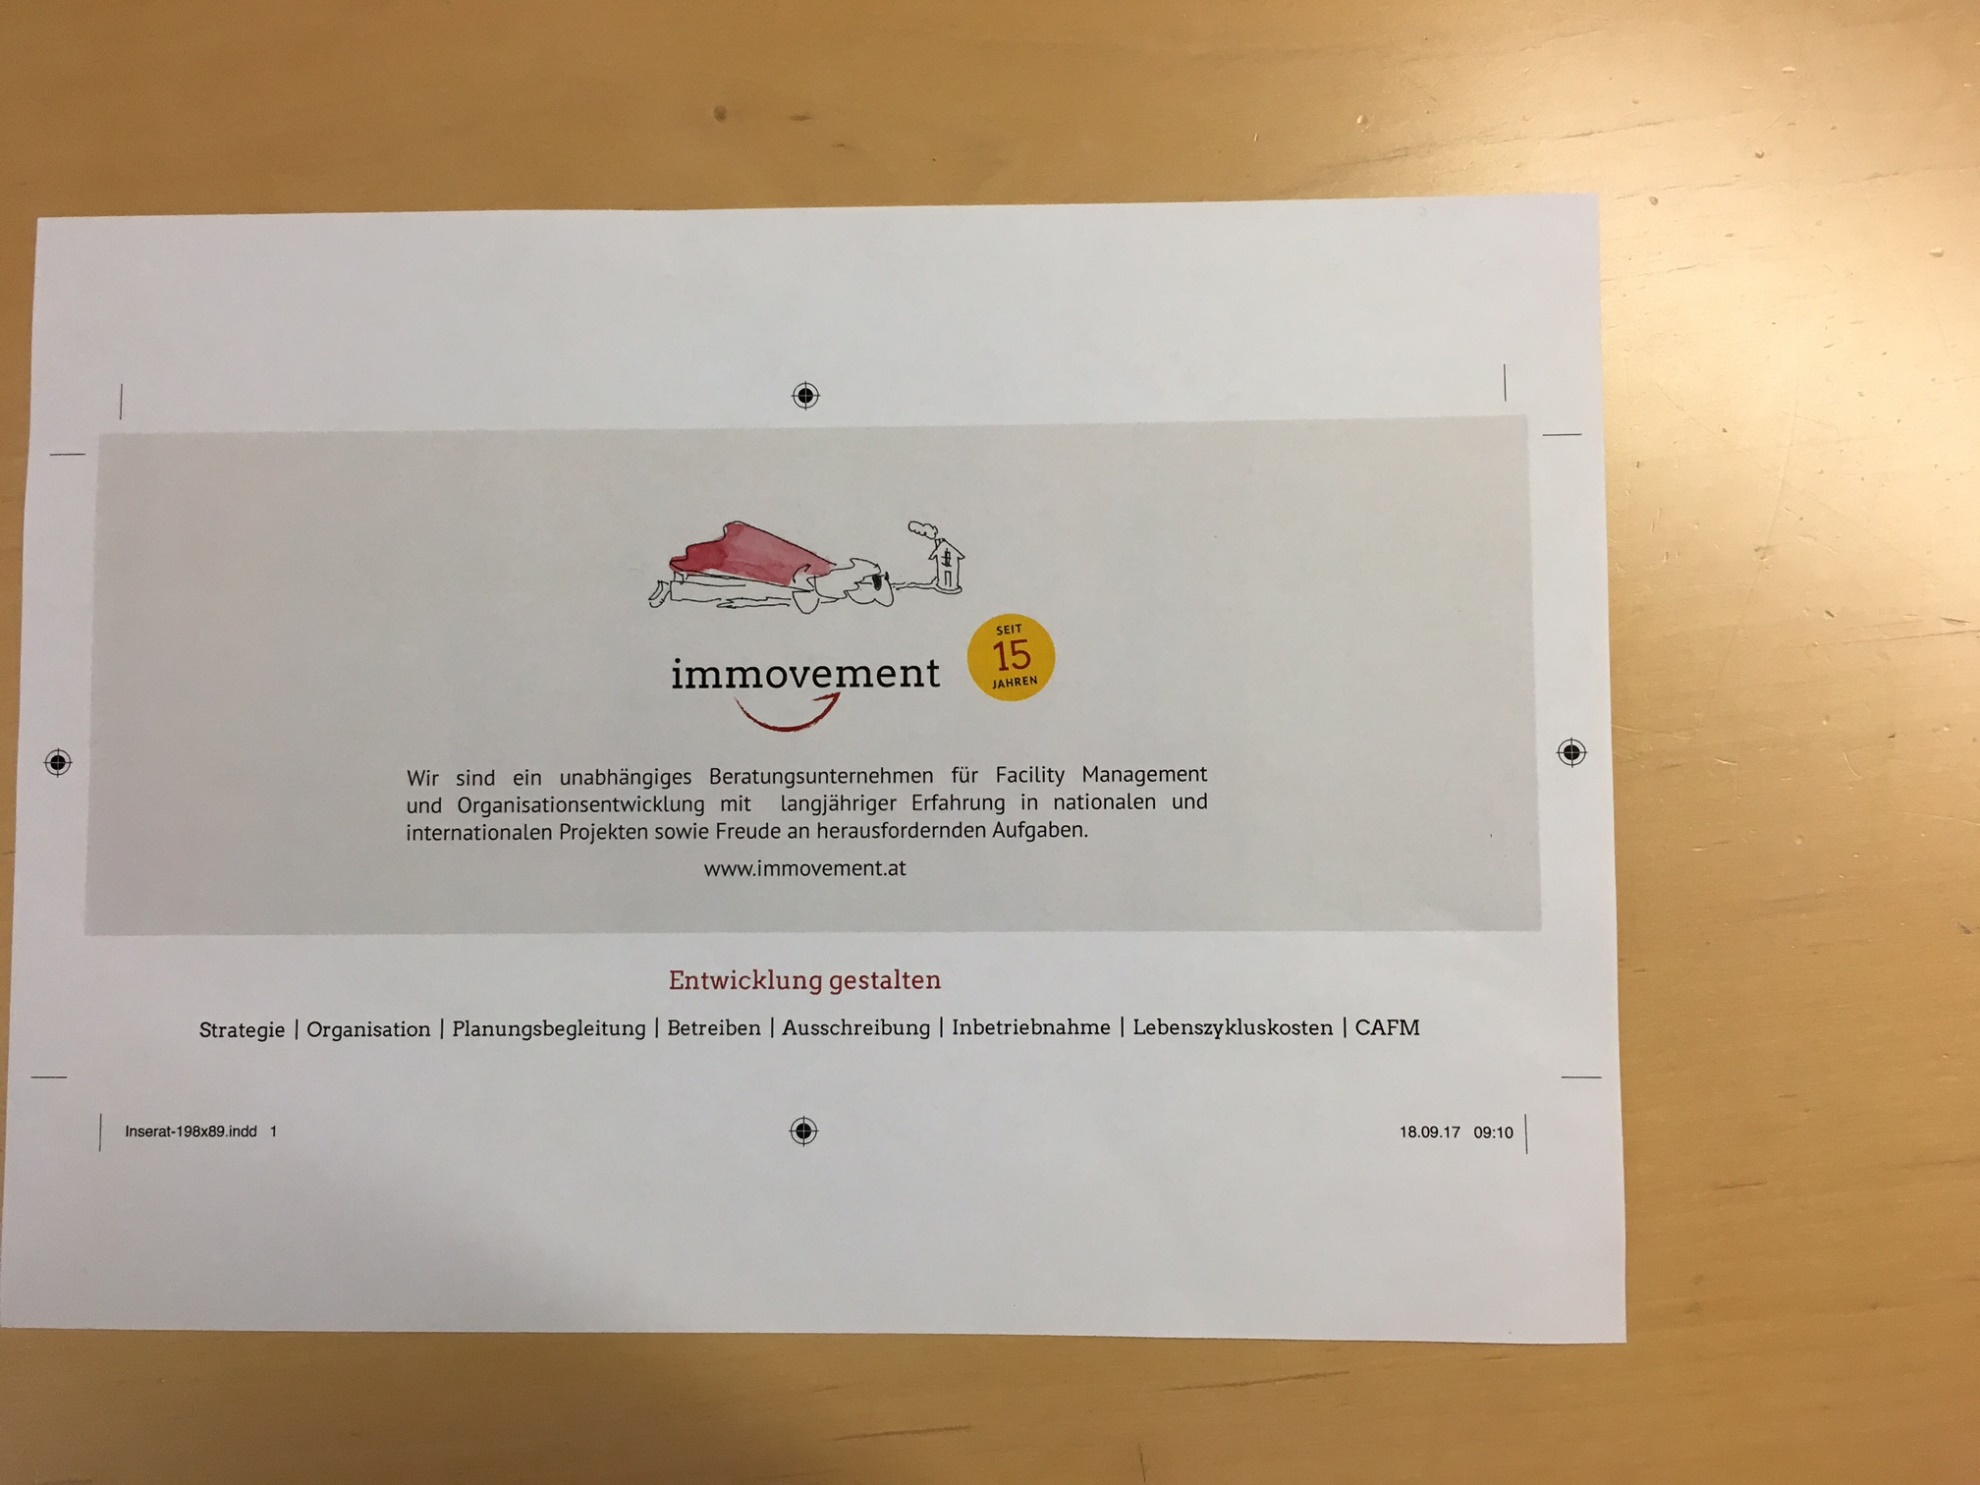 SEIT
15
JAHREN
immovement
Wir sind ein unabhängiges Beratungsunternehmen für Facility Management
und Organisationsentwicklung mit langjähriger Erfahrung in nationalen und
internationalen Projekten sowie Freude an herausfordernden Aufgaben.
www.immovement.at
Entwicklung gestalten
Strategie | Organisation | Planungsbegleitung | Betreiben | Ausschreibung | Inbetriebnahme | Lebenszykluskosten | CAFM
Inserat-198x89.indd 1 18.09.17 09:10